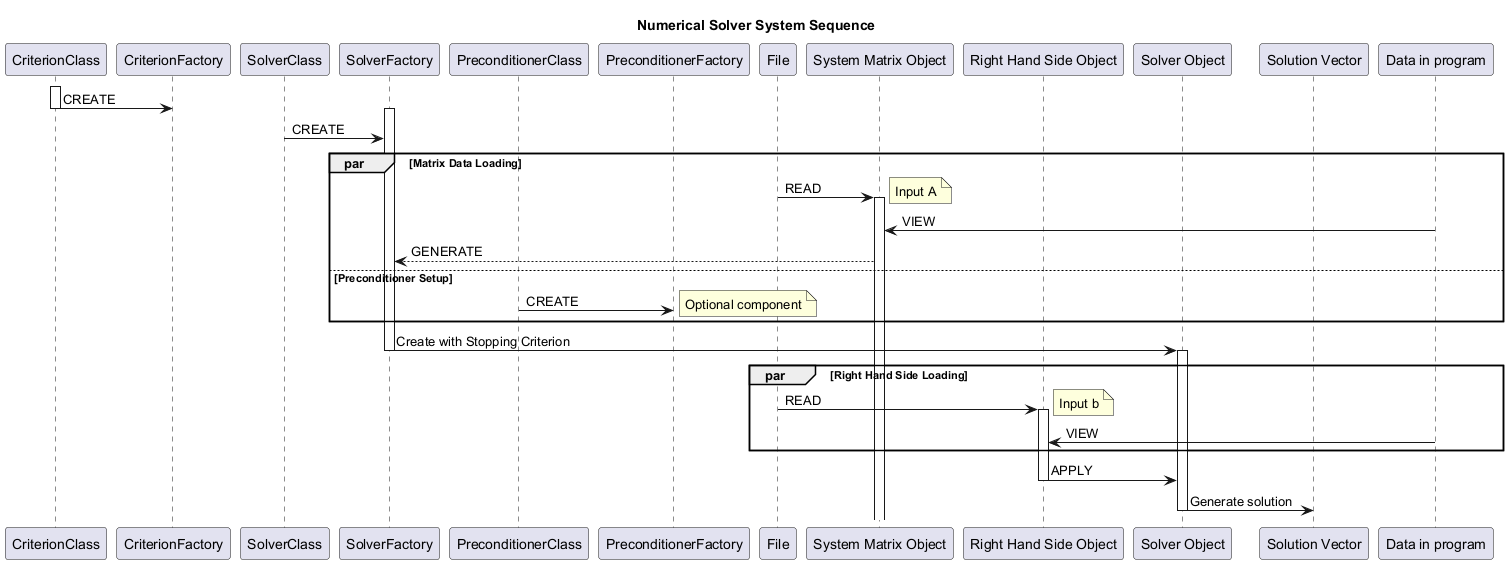 Numerical Solver System Sequence
CriterionClass CriterionFactory SolverClass SolverFactory PreconditionerClass PreconditionerFactory File System Matrix Object Right Hand Side Object Solver Object Solution Vector Data in program
CREATE
CREATE
par [Matrix Data Loading]
READ Input A
VIEW
GENERATE
[Preconditioner Setup]
CREATE Optional component
Create with Stopping Criterion
par [Right Hand Side Loading]
READ Input b
VIEW
APPLY
Generate solution
CriterionClass CriterionFactory SolverClass SolverFactory PreconditionerClass PreconditionerFactory File System Matrix Object Right Hand Side Object Solver Object Solution Vector Data in program